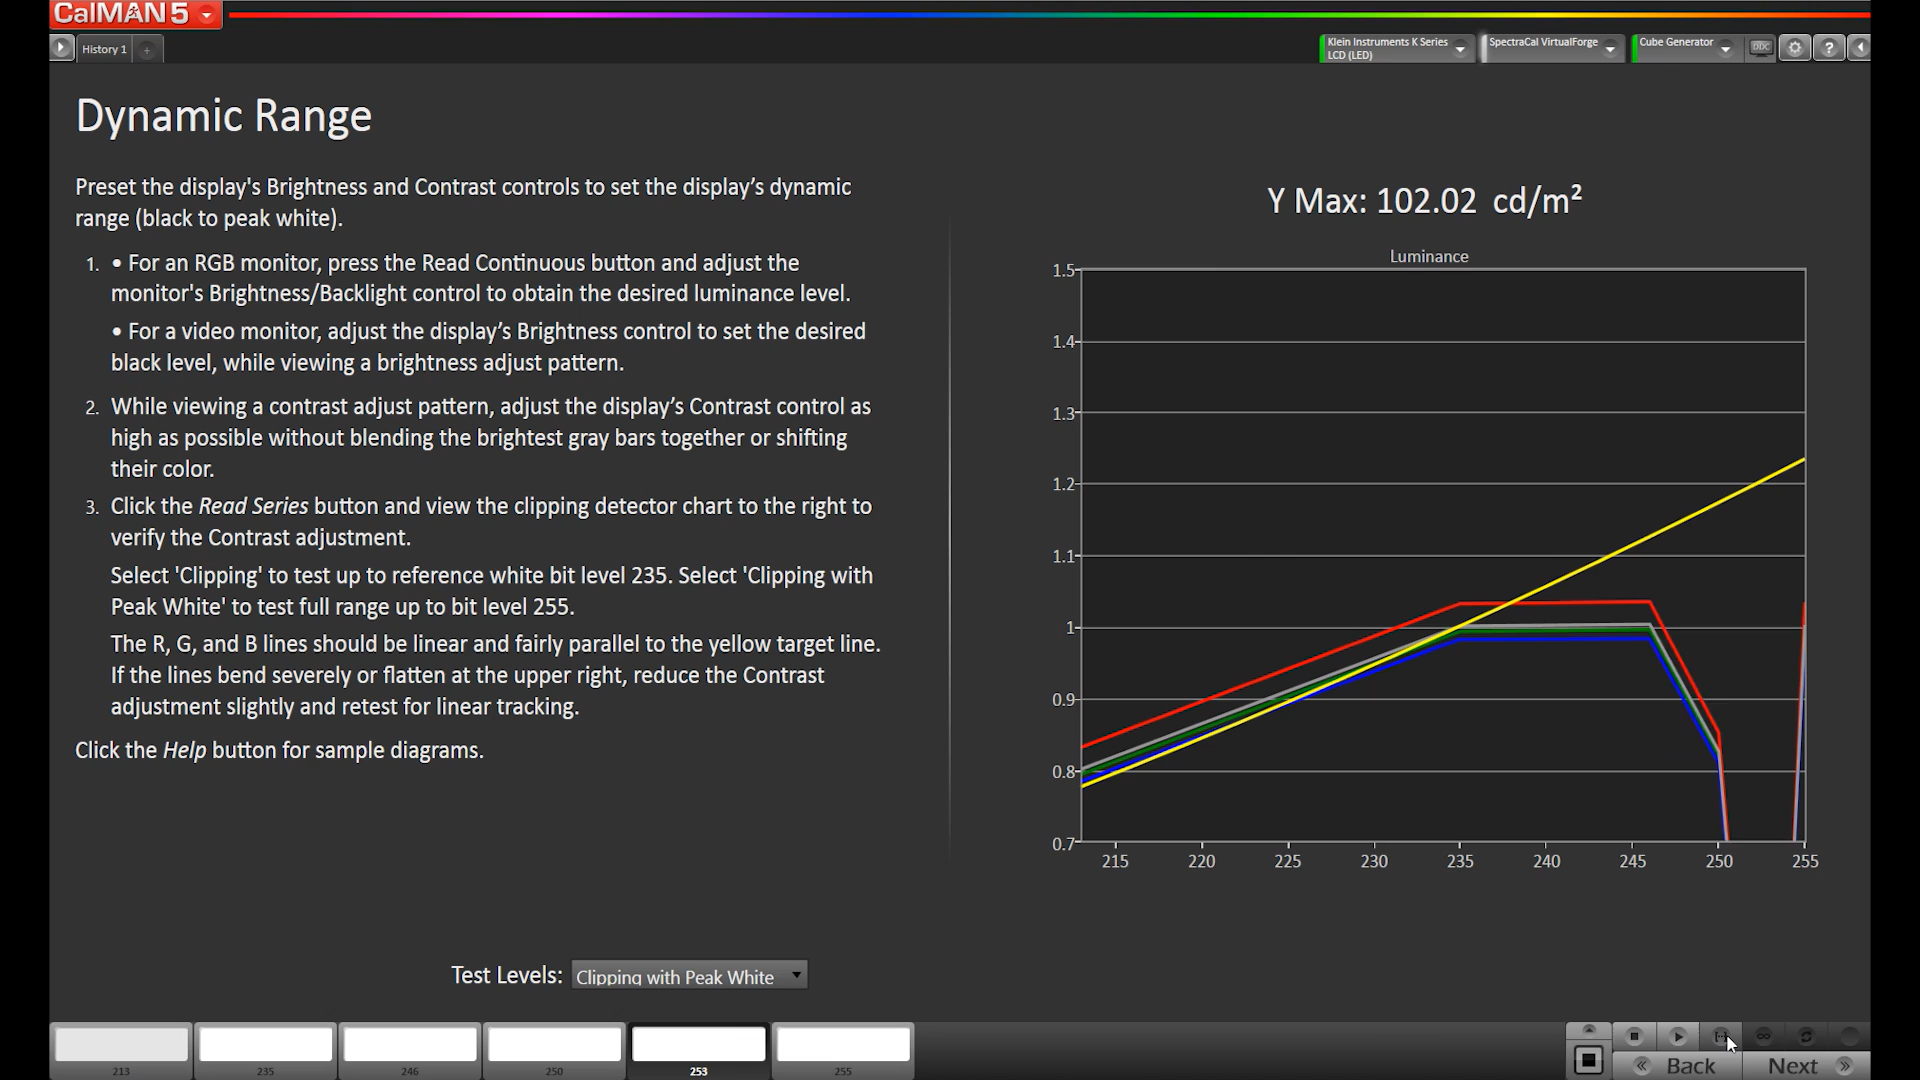 CalMAN 5
History 1
+
Klein Instruments K Series
LCD (LED)
SpectraCal VirtualForge
Cube Generator
DDC
?
Dynamic Range
Preset the display's Brightness and Contrast controls to set the display's dynamic
range (black to peak white).
1. • For an RGB monitor, press the Read Continuous button and adjust the
monitor's Brightness/Backlight control to obtain the desired luminance level.
• For a video monitor, adjust the display's Brightness control to set the desired
black level, while viewing a brightness adjust pattern.
2. While viewing a contrast adjust pattern, adjust the display's Contrast control as
high as possible without blending the brightest gray bars together or shifting
their color.
3. Click the Read Series button and view the clipping detector chart to the right to
verify the Contrast adjustment.
Select 'Clipping' to test up to reference white bit level 235. Select 'Clipping with
Peak White' to test full range up to bit level 255.
The R, G, and B lines should be linear and fairly parallel to the yellow target line.
If the lines bend severely or flatten at the upper right, reduce the Contrast
adjustment slightly and retest for linear tracking.
Click the Help button for sample diagrams.
Y Max: 102.02 cd/m²
Luminance
1.5
1.4
1.3
1.2
1.1
1
0.9
0.8
0.7
215 220 225 230 235 240 245 250 255
Test Levels: Clipping with Peak White
213 235 246 250 253 255
Back Next